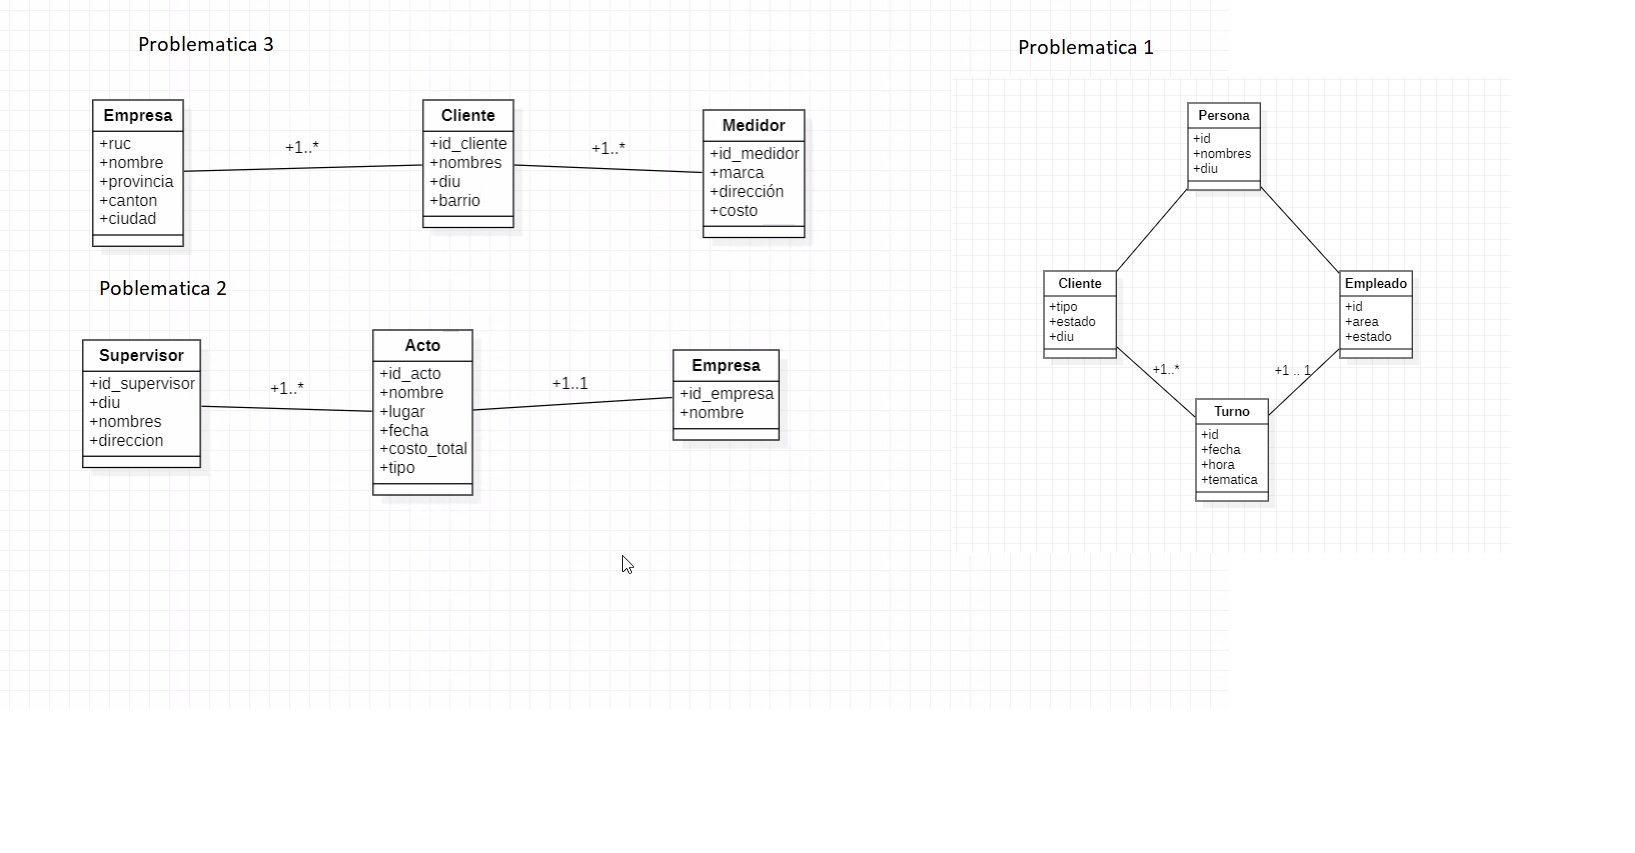 Problematica 3
Empresa
+ruc
+nombre
+provincia
+canton
+ciudad
+1..*
Cliente
+id_cliente
+nombres
+diu
+barrio
+1..*
Medidor
+id_medidor
+marca
+dirección
+costo
Poblematica 2
Supervisor
+id_supervisor
+diu
+nombres
+direccion
+1..*
Acto
+id_acto
+nombre
+lugar
+fecha
+costo_total
+tipo
+1..1
Empresa
+id_empresa
+nombre
Problematica 1
Persona
+id
+nombres
+diu
Cliente
+tipo
+estado
+diu
Empleado
+id
+area
+estado
+1..*
+1 .. 1
Turno
+id
+fecha
+hora
+tematica